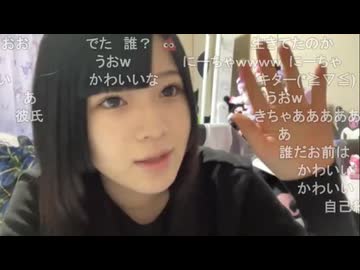 おお
でた 誰?
生きてたのか
うおw
にーちゃwwww にーちゃ
い
かわいいな
キター(°≧∇≦)
あ
うおw
彼氏
きちゃあああああ
あ
誰だお前は
かわいい
かわいい